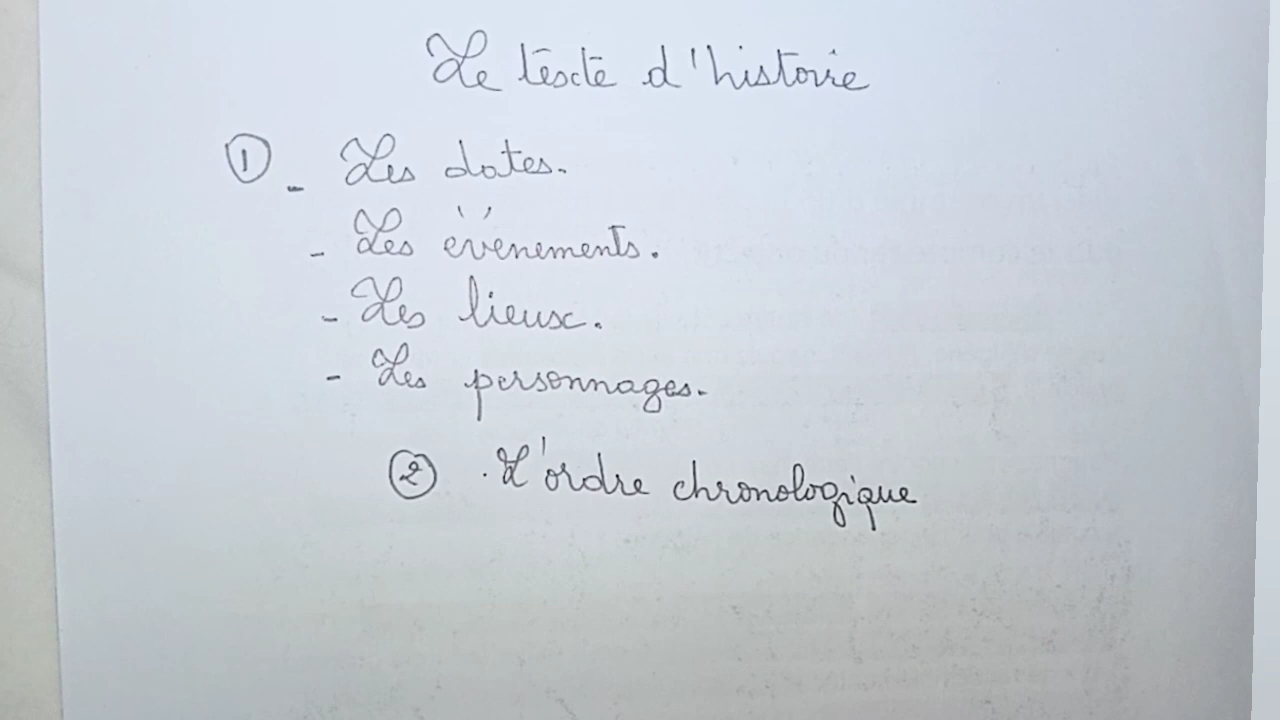 Le texte d'histoire
① - Les dates.
- Les évènements.
- Les lieux.
- Les personnages.
② . L'ordre chronologique